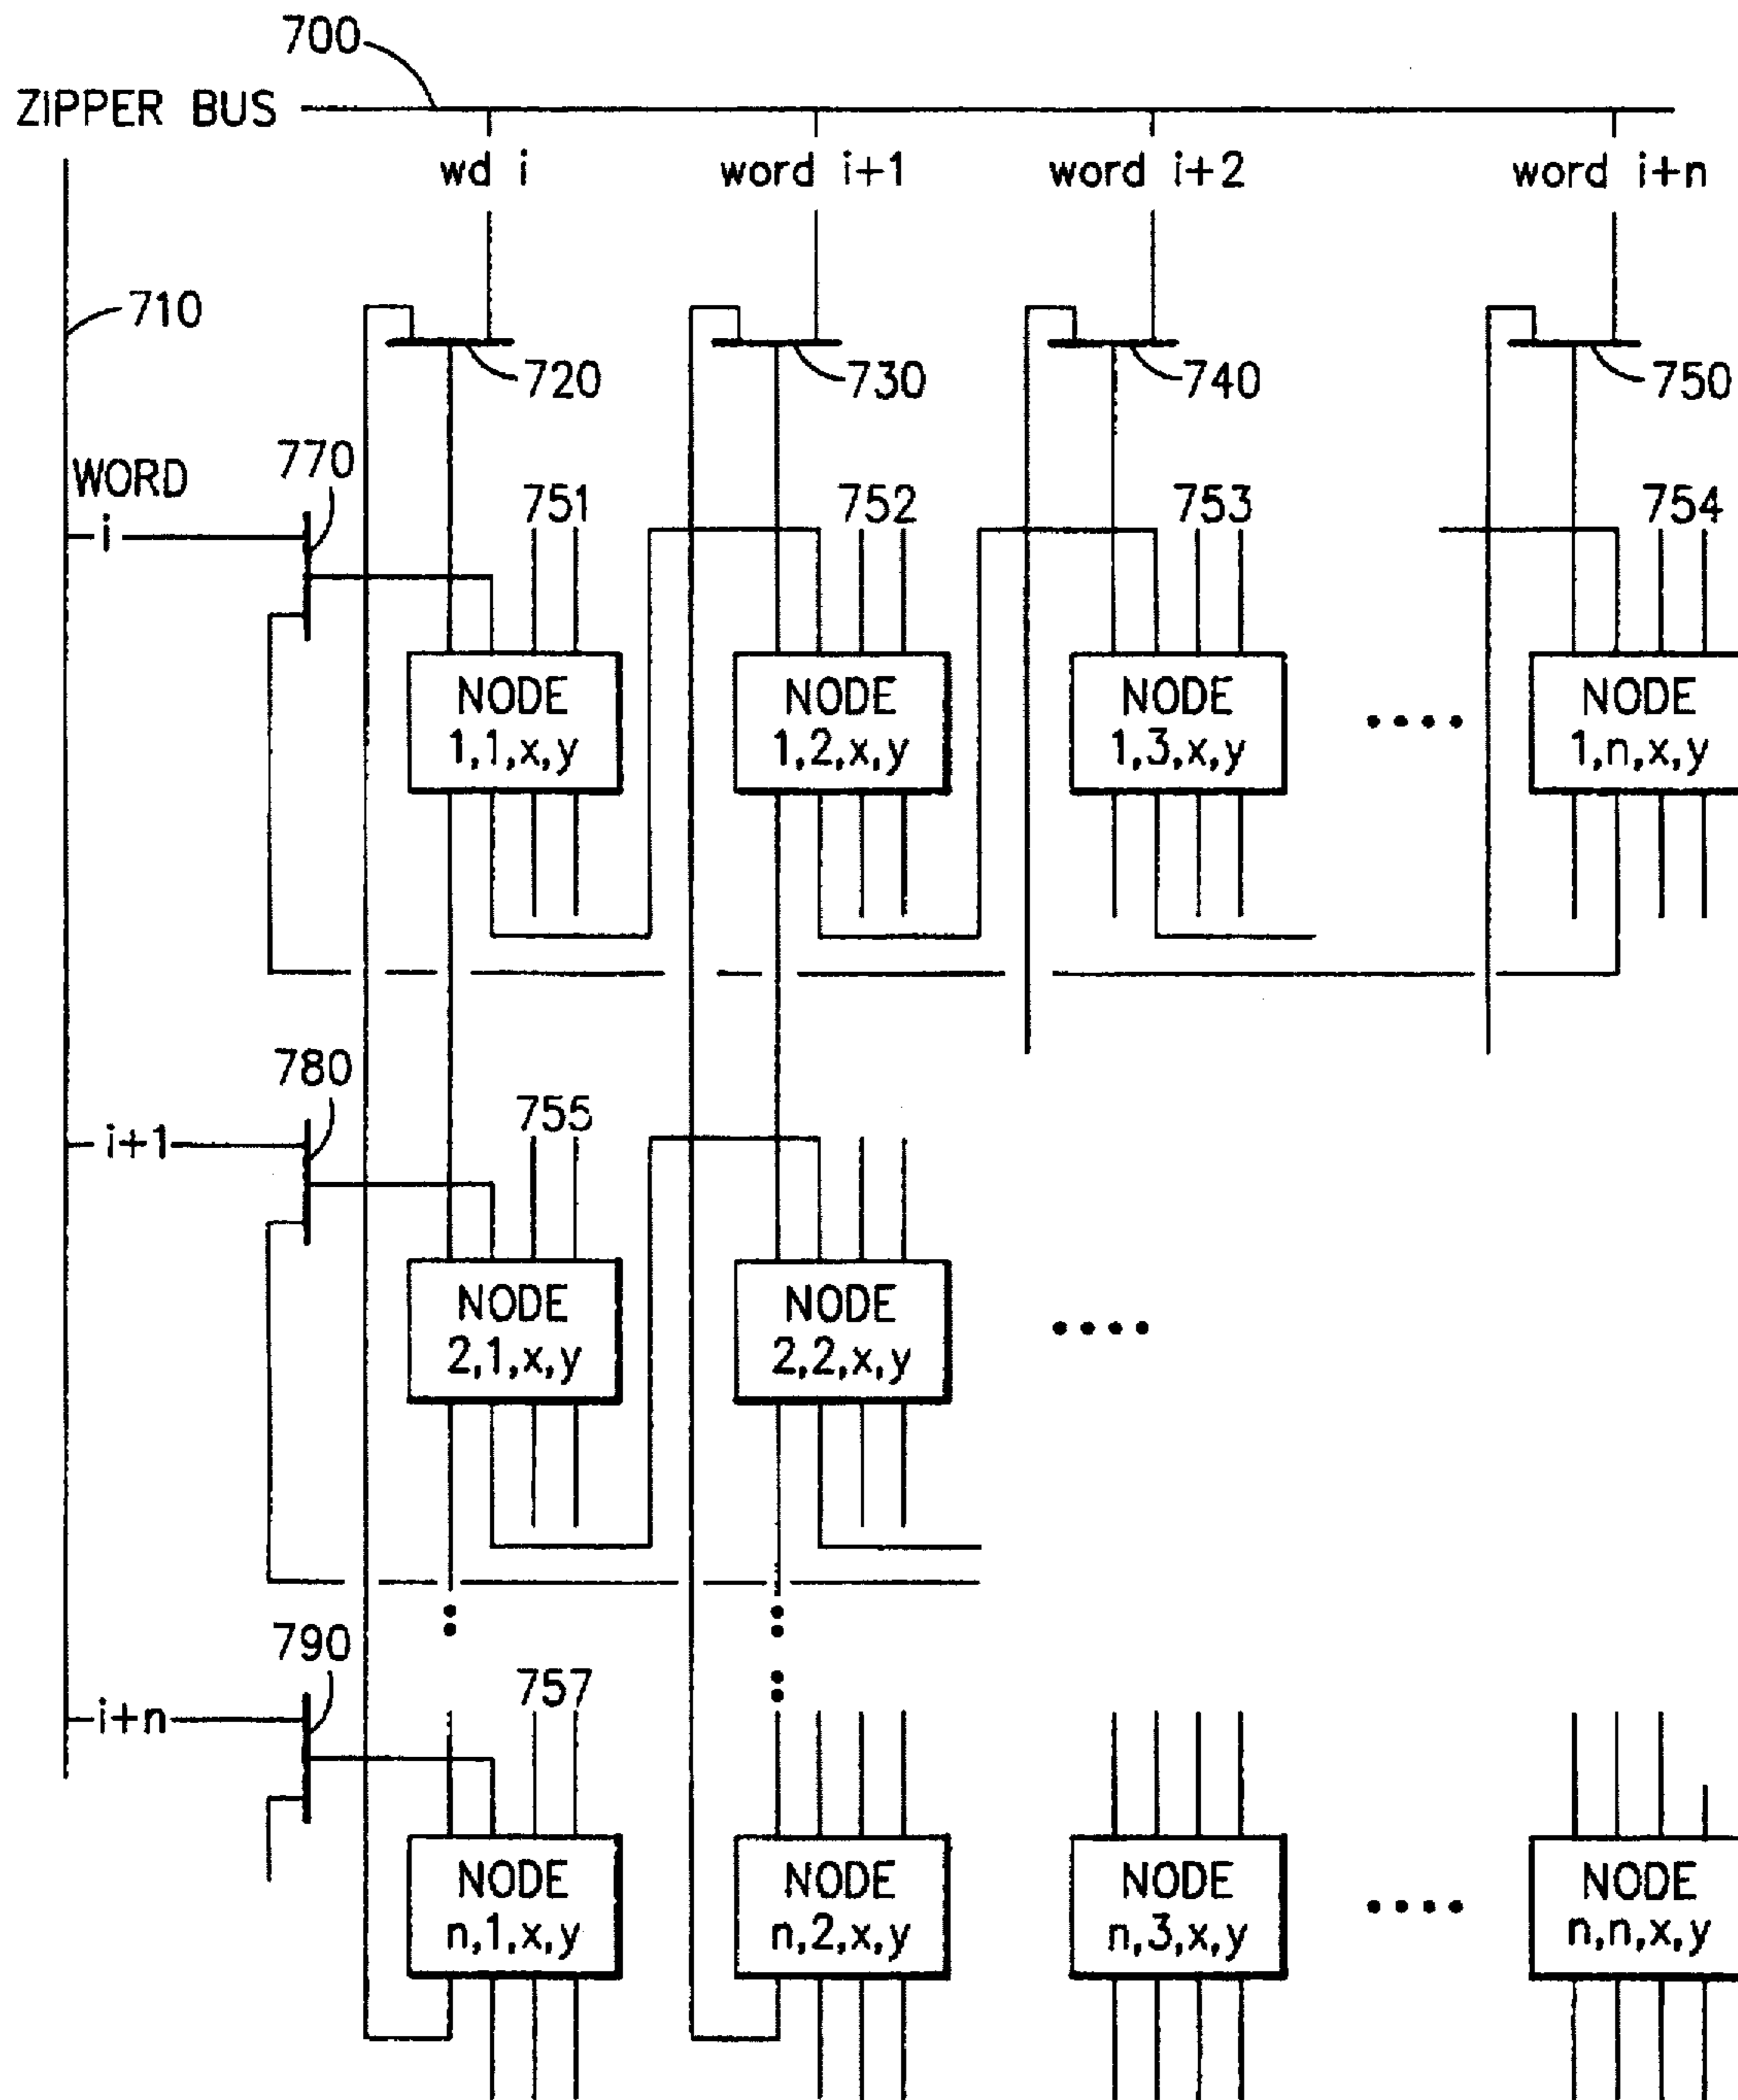 700
ZIPPER BUS
wd i word i+1 word i+2 word i+n
710
720 730 740 750
WORD
770
i
751 752 753 754
NODE 1,1,x,y
NODE 1,2,x,y
NODE 1,3,x,y
NODE 1,n,x,y
780
i+1
755
NODE 2,1,x,y
NODE 2,2,x,y
790
i+n
757
NODE n,1,x,y
NODE n,2,x,y
NODE n,3,x,y
NODE n,n,x,y